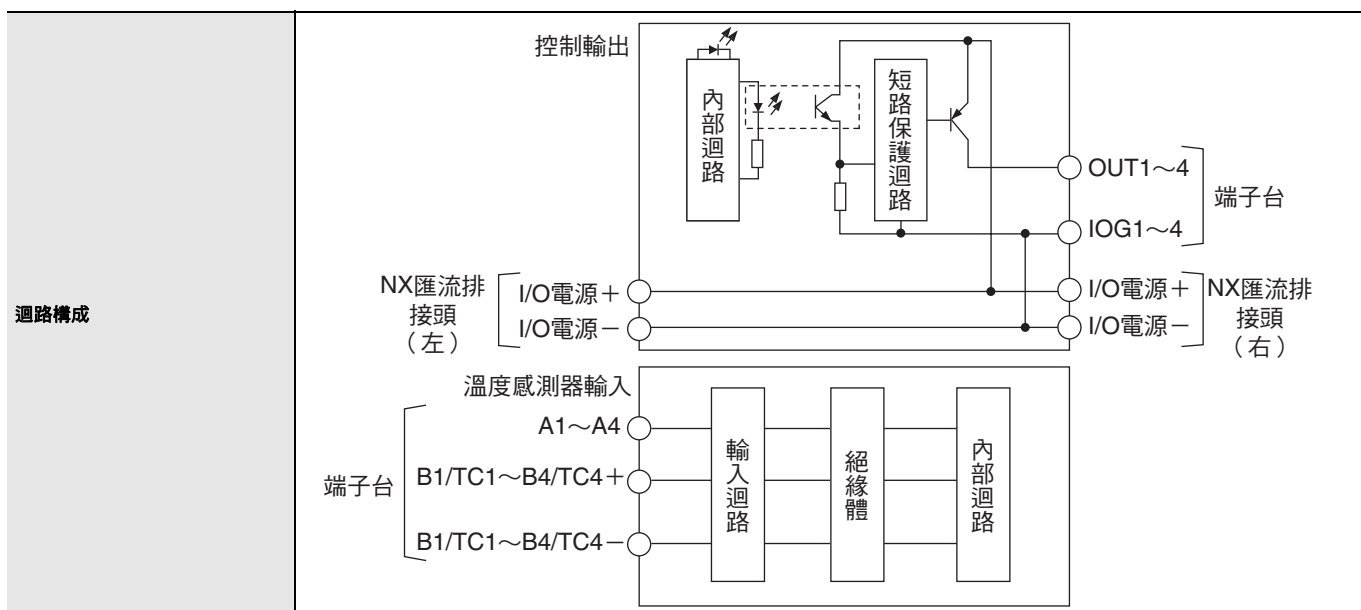 迴路構成
控制輸出
內部迴路
短路保護迴路
OUT1～4
IOG1～4
端子台
NX匯流排
接頭
（左）
I/O電源＋
I/O電源－
I/O電源＋
I/O電源－
NX匯流排
接頭
（右）
溫度感測器輸入
端子台
A1～A4
B1/TC1～B4/TC4＋
B1/TC1～B4/TC4－
輸入迴路
絕緣體
內部迴路